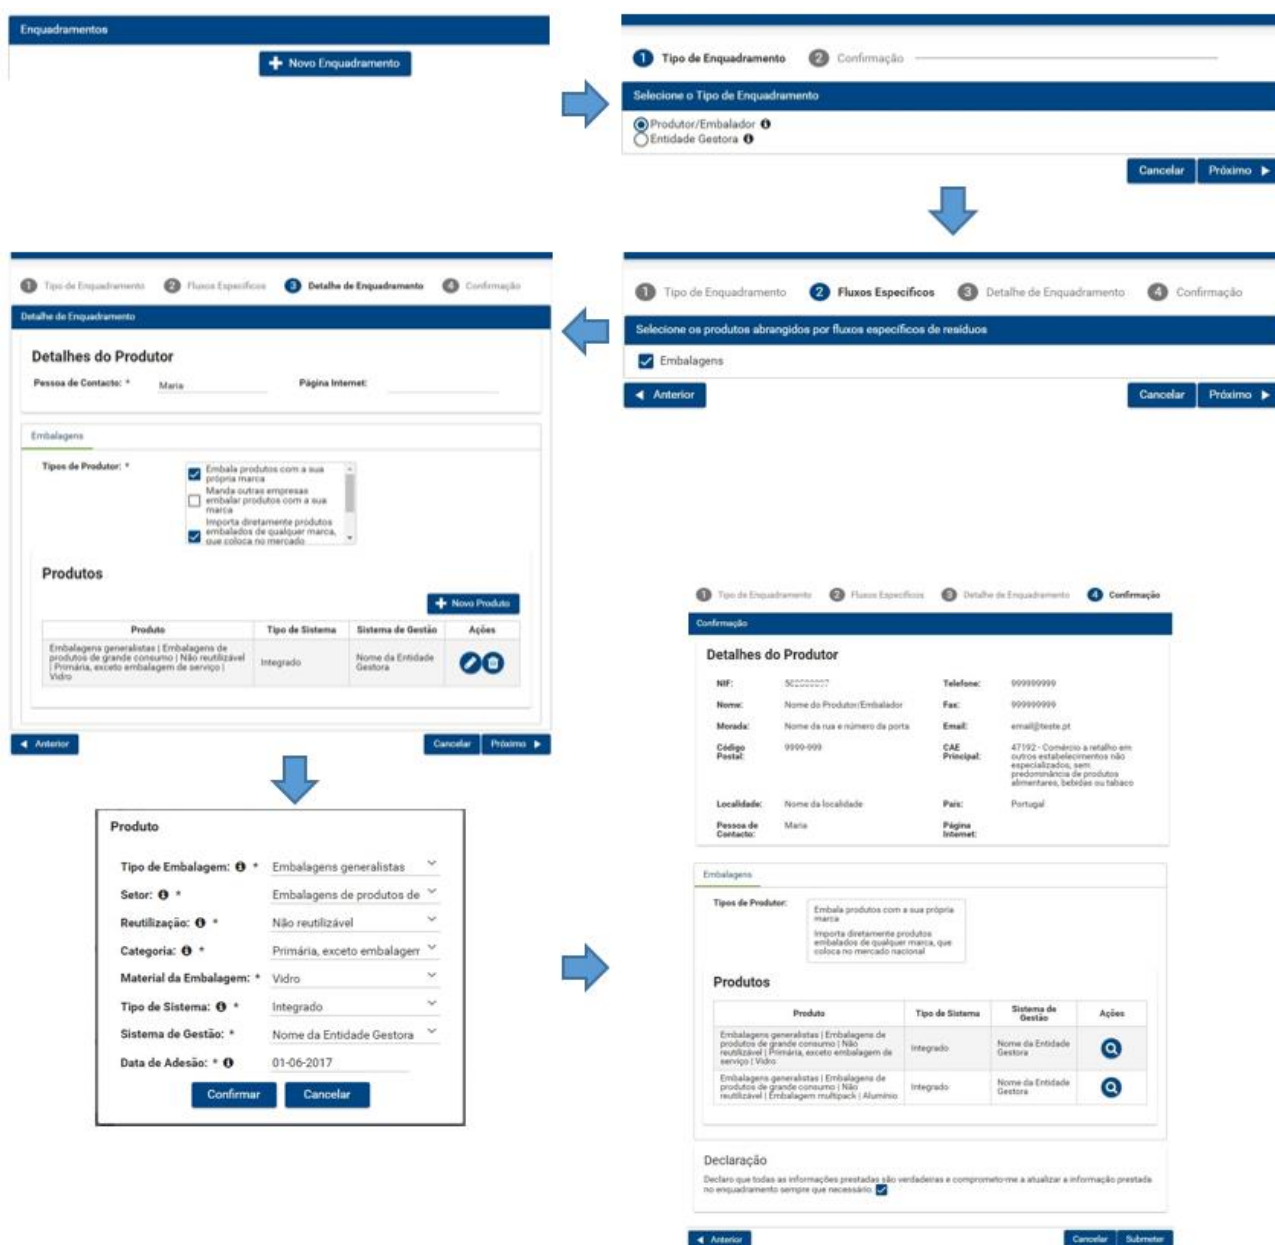 Enquadramentos
Novo Enquadramento
1 Tipo de Enquadramento 2 Confirmação
Selecione o Tipo de Enquadramento
Produtor/Embalador
Entidade Gestora
Cancelar Próximo
1 Tipo de Enquadramento 2 Fluxos Específicos 3 Detalhe de Enquadramento 4 Confirmação
Selecione os produtos abrangidos por fluxos específicos de resíduos
Embalagens
Anterior Cancelar Próximo
1 Tipo de Enquadramento 2 Fluxos Específicos 3 Detalhe de Enquadramento 4 Confirmação
Detalhe de Enquadramento
Detalhes do Produtor
Pessoa de Contacto: * Maria Página Internet:
Embalagens
Tipos de Produtor: *
Embala produtos com a sua
própria marca
Manda outras empresas
embalar produtos com a sua
marca
Importa diretamente produtos
embalados de qualquer marca,
que coloca no mercado
Produtos
Novo Produto
Produto Tipo de Sistema Sistema de Gestão Ações
Embalagens generalistas | Embalagens de
produtos de grande consumo | Não reutilizável
| Primária, exceto embalagem de serviço |
Vidro
Integrado
Nome da Entidade
Gestora
Anterior Cancelar Próximo
Produto
Tipo de Embalagem: * Embalagens generalistas
Setor: * Embalagens de produtos de
Reutilização: * Não reutilizável
Categoria: * Primária, exceto embalagem
Material da Embalagem: * Vidro
Tipo de Sistema: * Integrado
Sistema de Gestão: * Nome da Entidade Gestora
Data de Adesão: * 01-06-2017
Confirmar Cancelar
1 Tipo de Enquadramento 2 Fluxos Específicos 3 Detalhe de Enquadramento 4 Confirmação
Confirmação
Detalhes do Produtor
NIF: Telefone: 999999999
Nome: Nome do Produtor/Embalador Fax: 999999999
Morada: Nome da rua e número da porta Email: email@teste.pt
Código
Postal:
9999-999
CAE
Principal:
47192 - Comércio a retalho em
outros estabelecimentos não
especializados, sem
predominância de produtos
alimentares, bebidas ou tabaco
Localidade: Nome da localidade País: Portugal
Pessoa de
Contacto:
Maria
Página
Internet:
Embalagens
Tipos de Produtor:
Embala produtos com a sua própria
marca
Importa diretamente produtos
embalados de qualquer marca, que
coloca no mercado nacional
Produtos
Produto Tipo de Sistema Sistema de
Gestão Ações
Embalagens generalistas | Embalagens de
produtos de grande consumo | Não
reutilizável | Primária, exceto embalagem de
serviço | Vidro
Integrado
Nome da Entidade
Gestora
Embalagens generalistas | Embalagens de
produtos de grande consumo | Não
reutilizável | Embalagem multipack | Alumínio
Integrado
Nome da Entidade
Gestora
Declaração
Declaro que todas as informações prestadas são verdadeiras e comprometo-me a atualizar a informação prestada
no enquadramento sempre que necessário
Anterior Cancelar Submeter